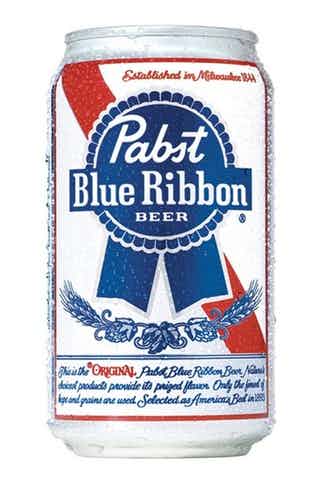 Established in Milwaukee 1844
Pabst
Blue Ribbon
BEER
®
This is the "ORIGINAL" Pabst Blue Ribbon Beer. Nature's
choicest products provide its prized flavor. Only the finest of
hops and grains are used. Selected as America's Best in 1893.